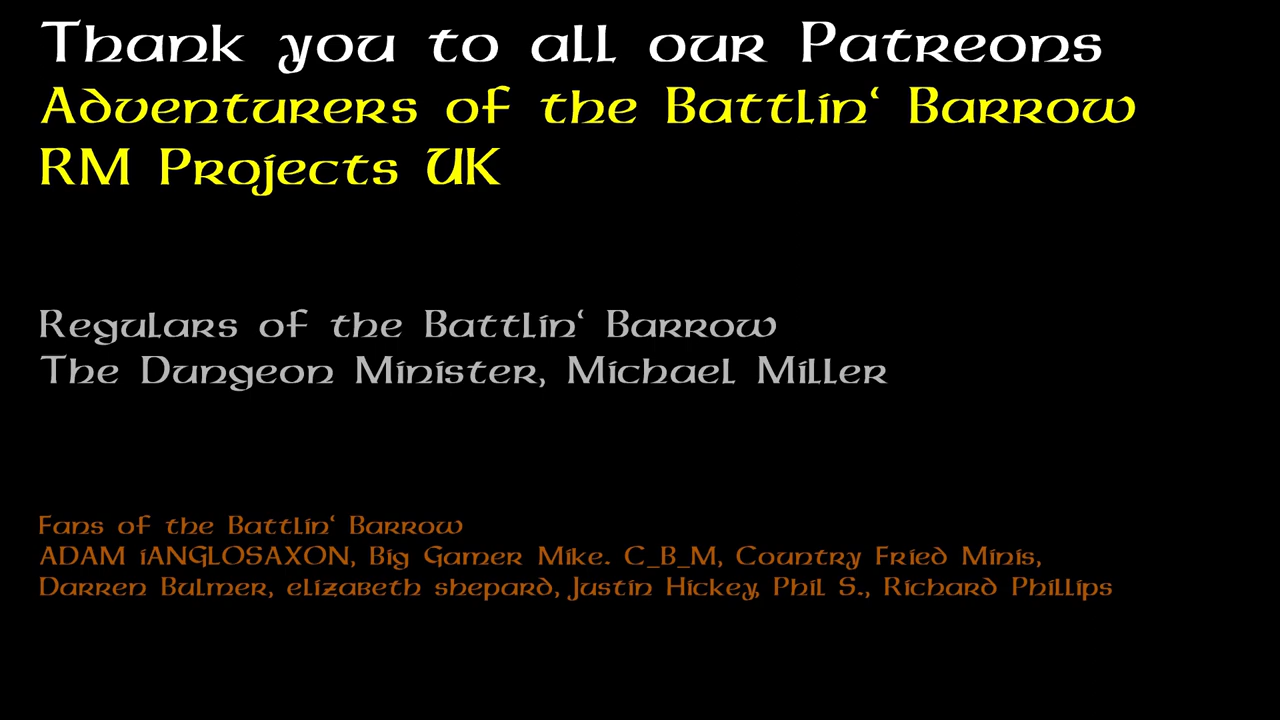 Thank you to all our Patreons
Adventurers of the Battlin‘ Barrow
RM Projects UK
Regulars of the Battlin‘ Barrow
The Dungeon Minister, Michael Miller
Fans of the Battlin‘ Barrow
ADAM iANGLOSAXON, Big Gamer Mike. C_B_M, Country Fried Minis,
Darren Bulmer, elizabeth shepard, Justin Hickey, Phil S., Richard Phillips